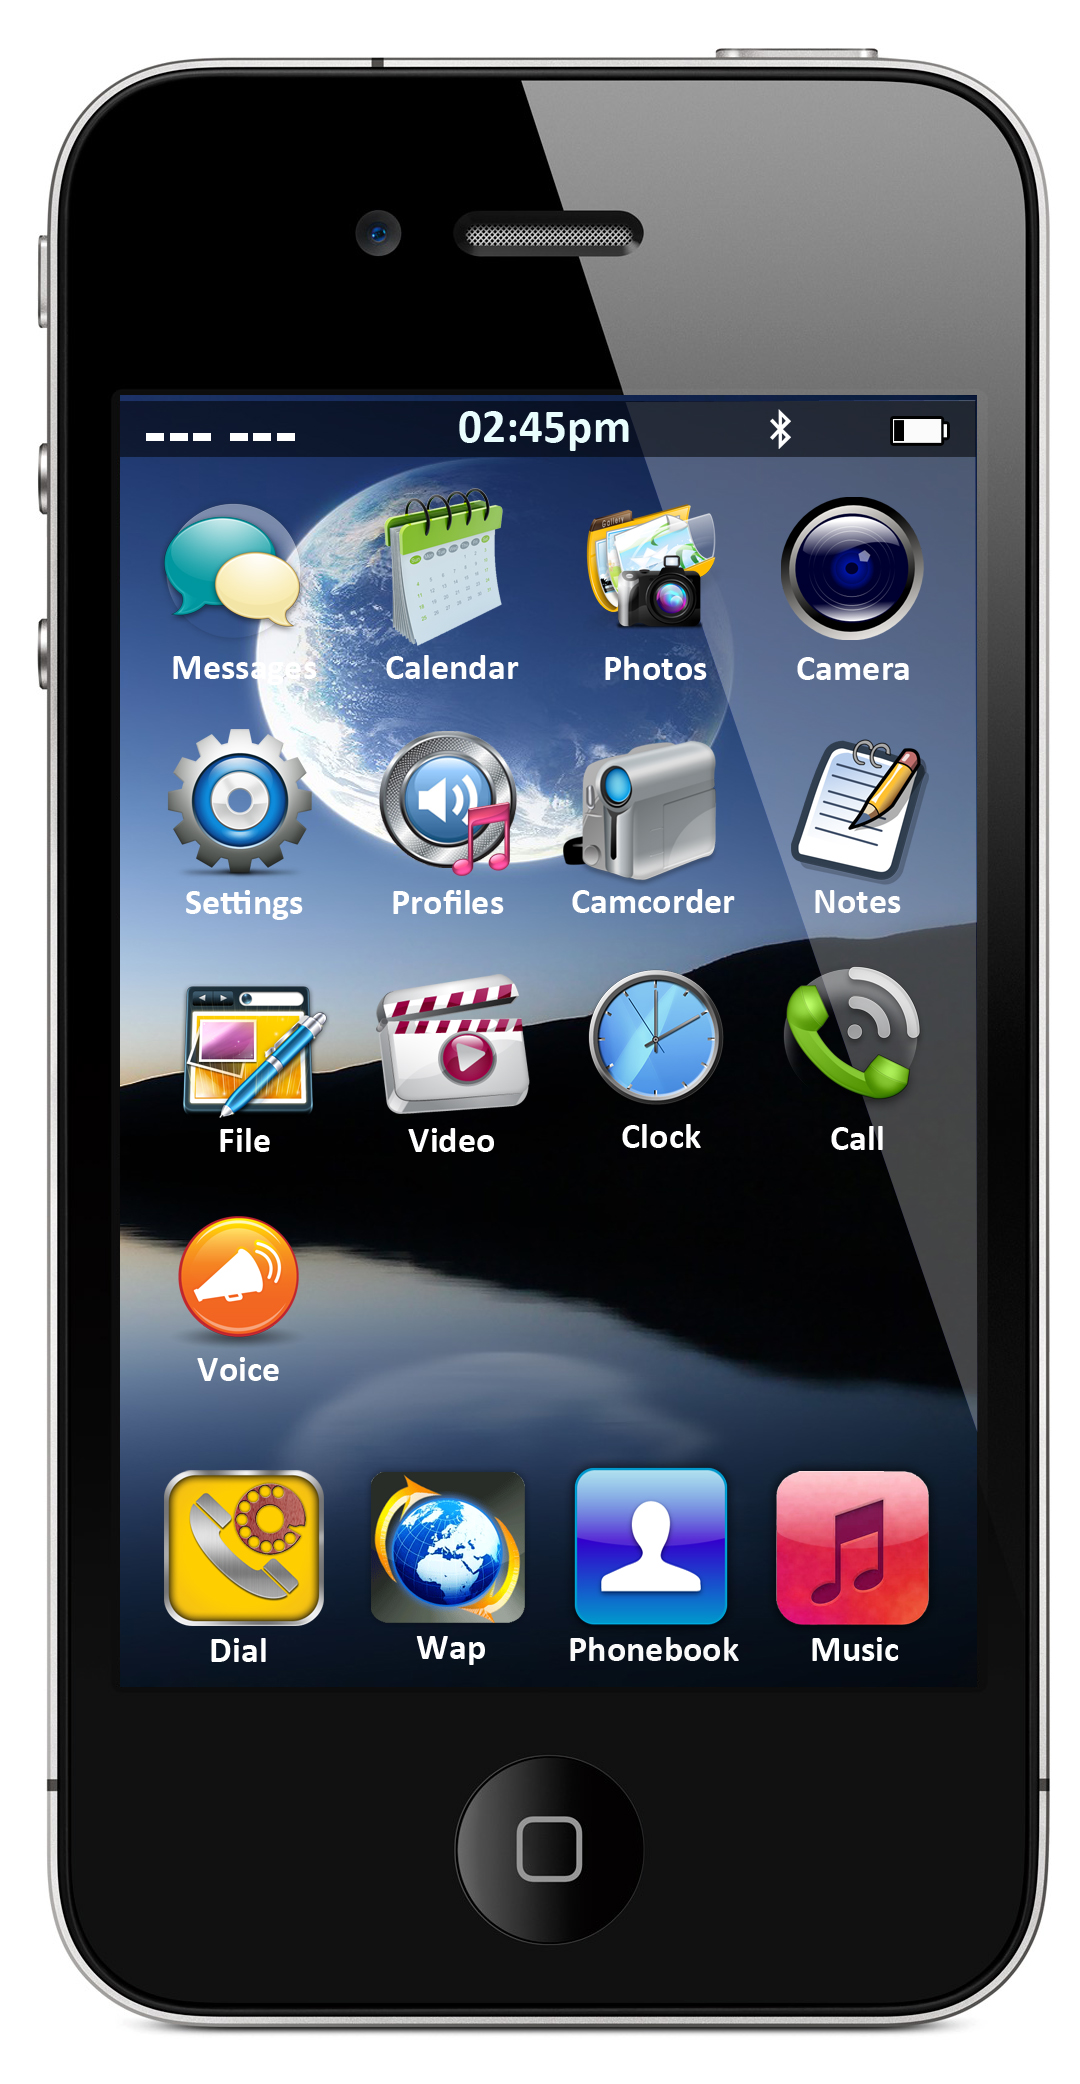 --- ---
02:45pm
Gallery
Messages Calendar Photos Camera
Settings Profiles Camcorder Notes
File Video Clock Call
Voice
Dial Wap Phonebook Music